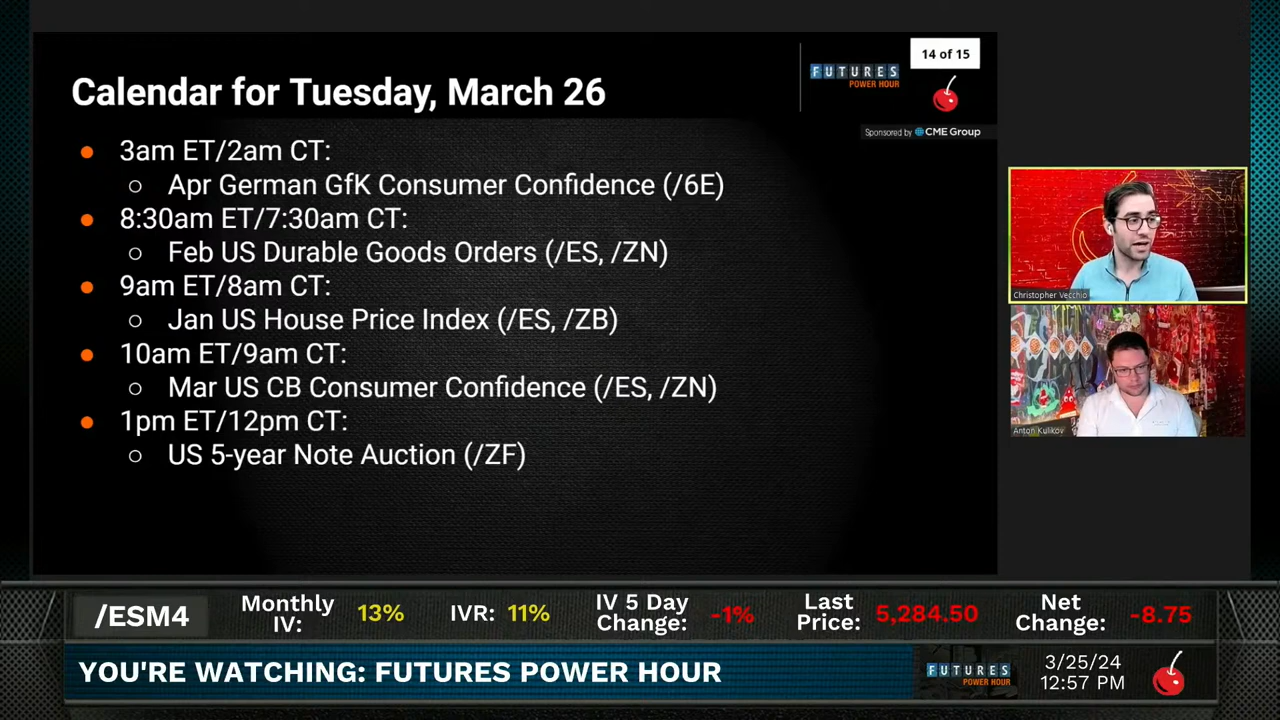 14 of 15
FUTURES
POWER HOUR
Sponsored by CME Group
Calendar for Tuesday, March 26
3am ET/2am CT:
Apr German GfK Consumer Confidence (/6E)
8:30am ET/7:30am CT:
Feb US Durable Goods Orders (/ES, /ZN)
9am ET/8am CT:
Jan US House Price Index (/ES, /ZB)
10am ET/9am CT:
Mar US CB Consumer Confidence (/ES, /ZN)
1pm ET/12pm CT:
US 5-year Note Auction (/ZF)
Christopher Vecchio
Anton Kulikov
/ESM4
Monthly IV: 13%
IVR: 11%
IV 5 Day Change: -1%
Last Price: 5,284.50
Net Change: -8.75
YOU'RE WATCHING: FUTURES POWER HOUR
FUTURES
POWER HOUR
3/25/24
12:57 PM